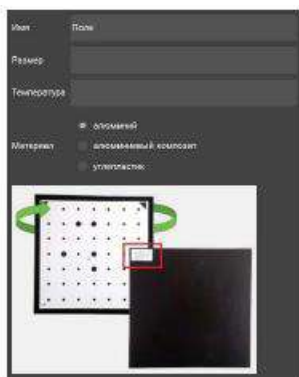 Имя Поле
Размер
Температура
алюминий
Материал алюминиевый композит
углепластик